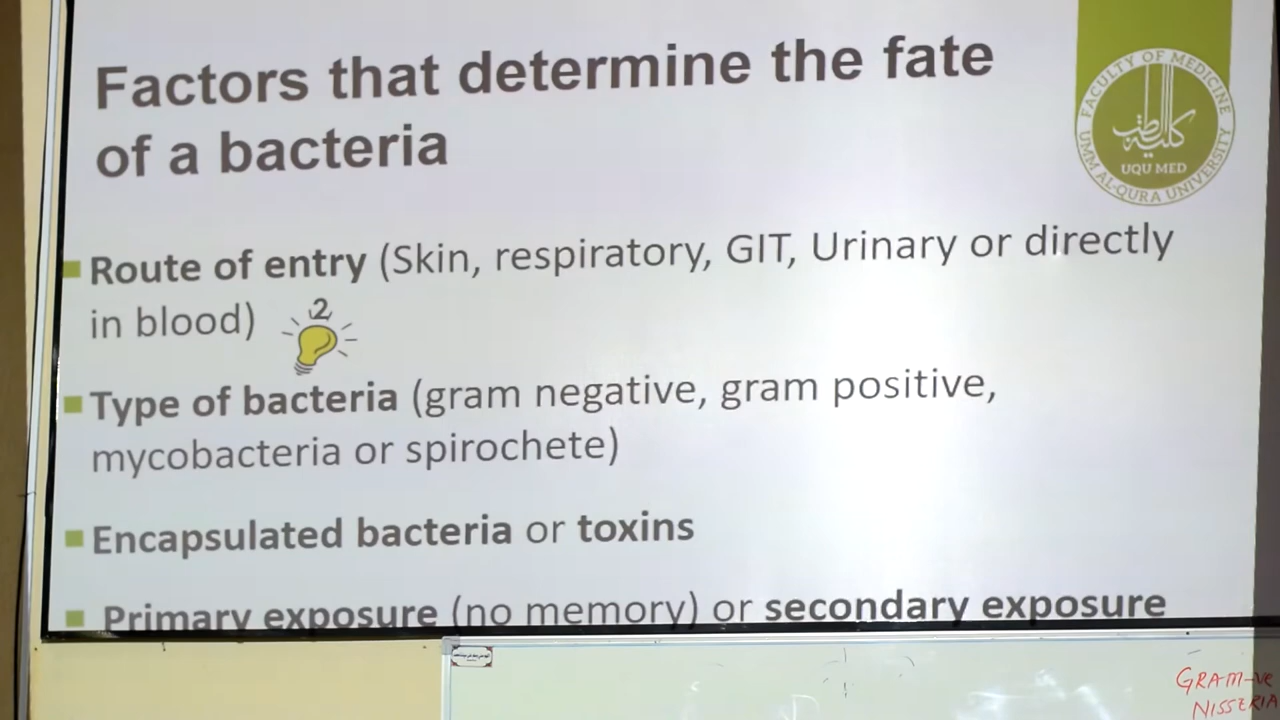 Factors that determine the fate
of a bacteria
FACULTY OF MEDICINE
كلية الطب
UQU MED
UMM AL-QURA UNIVERSITY
Route of entry (Skin, respiratory, GIT, Urinary or directly
in blood)
2
Type of bacteria (gram negative, gram positive,
mycobacteria or spirochete)
Encapsulated bacteria or toxins
Primary exposure (no memory) or secondary exposure
GRAM-ve
NISSERIA